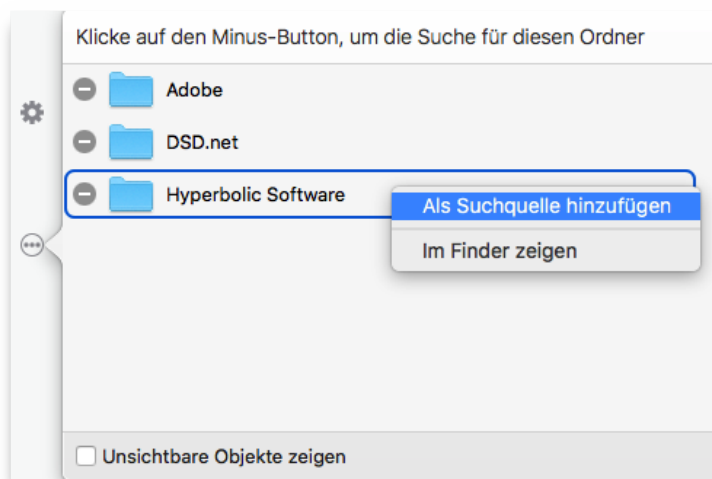 Klicke auf den Minus-Button, um die Suche für diesen Ordner
Adobe
DSD.net
Hyperbolic Software
Als Suchquelle hinzufügen
Im Finder zeigen
Unsichtbare Objekte zeigen